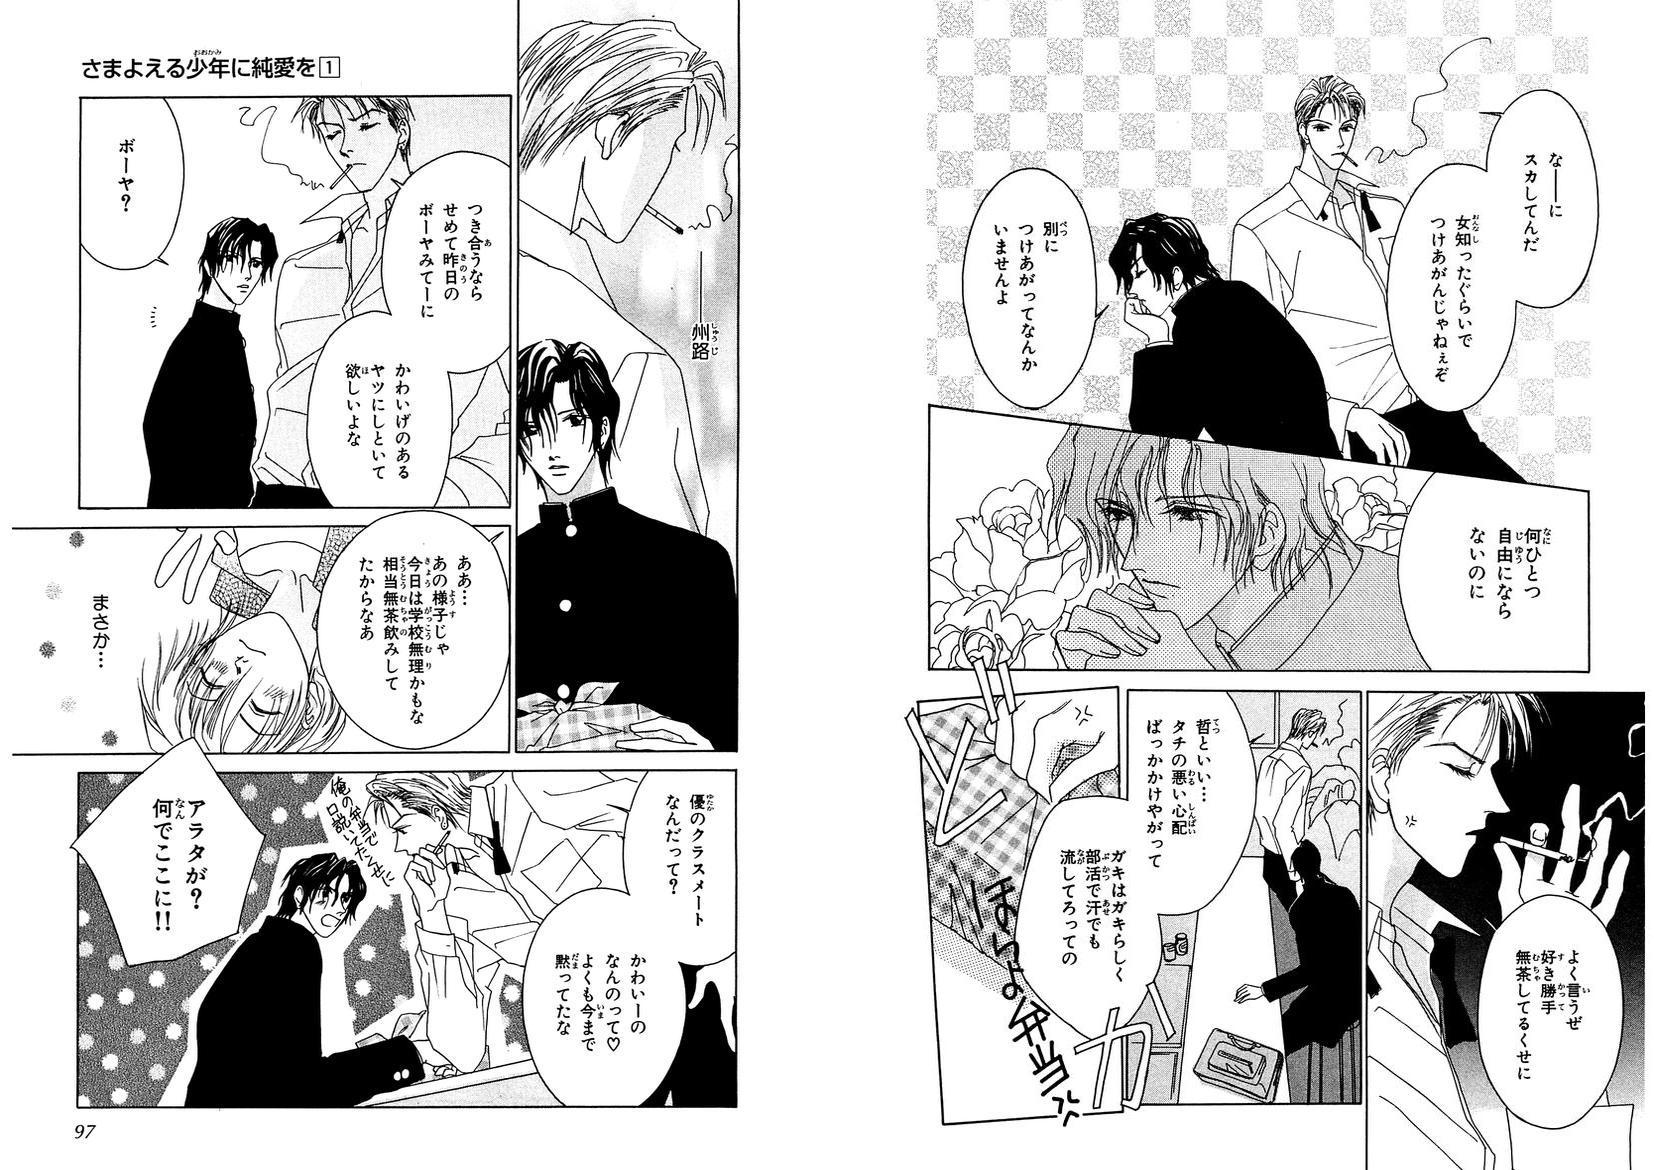 なーーに
スカしてんだ
女知ったぐらいで
つけあがんじゃねぇぞ
別に
つけあがってなんか
いませんよ
何ひとつ
自由になら
ないのに
よく言うぜ
好き勝手
無茶してるくせに
哲といい…
タチの悪い心配
ばっかかけやがって
ガキはガキらしく
部活で汗でも
流してろっての
ほらよ弁当
さまよえる少年に純愛を1
おおかみ
――州路
つき合うなら
せめて昨日の
ボーヤみてーに
かわいげのある
ヤツにしといて
欲しいよな
ボーヤ?
ああ…
あの様子じゃ
今日は学校無理かもな
相当無茶飲みして
たからなあ
まさか…
優のクラスメート
なんだって?
かわいーの
なんのって♡
よくも今まで
黙ってたな
俺の弁当で
口説いてたンだに
アラタが?
何でここに!!
97